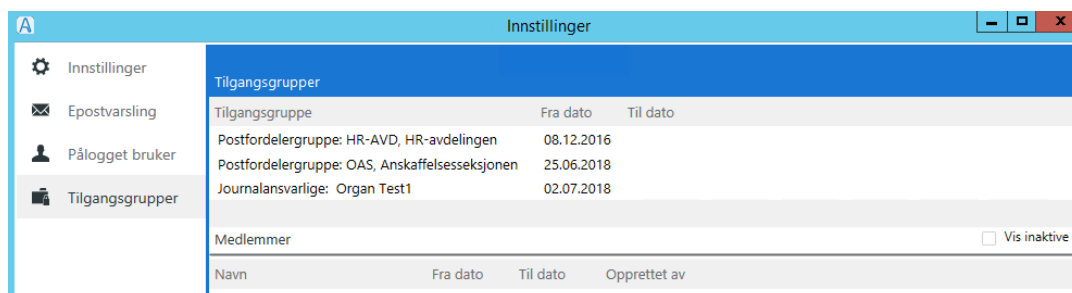 A
Innstillinger
x
Innstillinger
Epostvarsling
Pålogget bruker
Tilgangsgrupper
Tilgangsgrupper
Tilgangsgruppe Fra dato Til dato
Postfordelergruppe: HR-AVD, HR-avdelingen 08.12.2016
Postfordelergruppe: OAS, Anskaffelsesseksjonen 25.06.2018
Journalansvarlige: Organ Test1 02.07.2018
Medlemmer Vis inaktive
Navn Fra dato Til dato Opprettet av